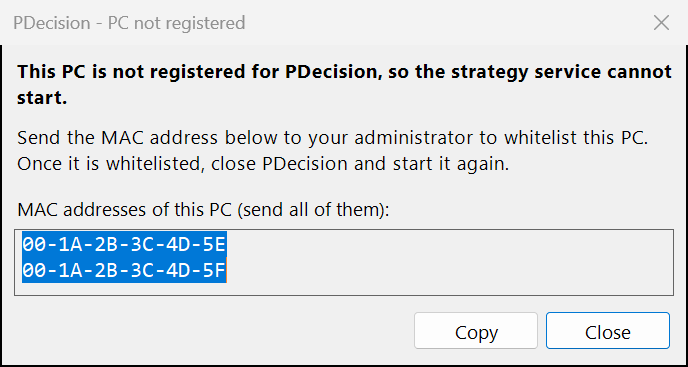 PDecision - PC not registered
This PC is not registered for PDecision, so the strategy service cannot
start.
Send the MAC address below to your administrator to whitelist this PC.
Once it is whitelisted, close PDecision and start it again.
MAC addresses of this PC (send all of them):
00-1A-2B-3C-4D-5E
00-1A-2B-3C-4D-5F
Copy
Close